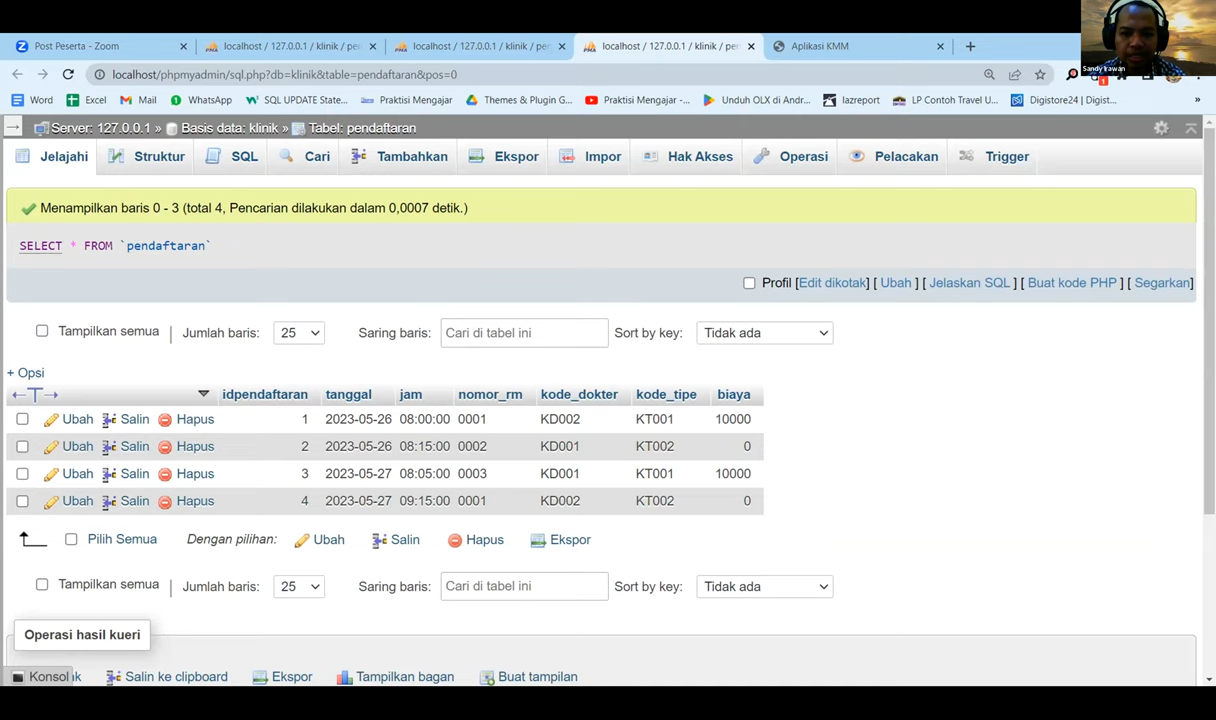 Post Peserta - Zoom
localhost / 127.0.0.1 / klinik / pe
localhost / 127.0.0.1 / klinik / pe
localhost / 127.0.0.1 / klinik / pe
Aplikasi KMM
Sandy Irawan
localhost/phpmyadmin/sql.php?db=klinik&table=pendaftaran&pos=0
1
Word Excel Mail WhatsApp SQL UPDATE State... Praktisi Mengajar Themes & Plugin G... Praktisi Mengajar -... Unduh OLX di An­dr... lazreport LP Contoh Travel U... Digistore24 | Digist... »
Server: 127.0.0.1 » Basis data: klinik » Tabel: pendaftaran
Jelajahi Struktur SQL Cari Tambahkan Ekspor Impor Hak Akses Operasi Pelacakan Trigger
Menampilkan baris 0 - 3 (total 4, Pencarian dilakukan dalam 0,0007 detik.)
SELECT * FROM `pendaftaran`
Profil [Edit dikotak] [ Ubah ] [ Jelaskan SQL ] [ Buat kode PHP ] [ Segarkan]
Tampilkan semua | Jumlah baris: 25 Saring baris: Cari di tabel ini Sort by key: Tidak ada
+ Opsi
←T→ idpendaftaran tanggal jam nomor_rm kode_dokter kode_tipe biaya
Ubah Salin Hapus 1 2023-05-26 08:00:00 0001 KD002 KT001 10000
Ubah Salin Hapus 2 2023-05-26 08:15:00 0002 KD001 KT002 0
Ubah Salin Hapus 3 2023-05-27 08:05:00 0003 KD001 KT001 10000
Ubah Salin Hapus 4 2023-05-27 09:15:00 0001 KD002 KT002 0
Pilih Semua Dengan pilihan: Ubah Salin Hapus Ekspor
Tampilkan semua | Jumlah baris: 25 Saring baris: Cari di tabel ini Sort by key: Tidak ada
Operasi hasil kueri
Konsol Salin ke clipboard Ekspor Tampilkan bagan Buat tampilan